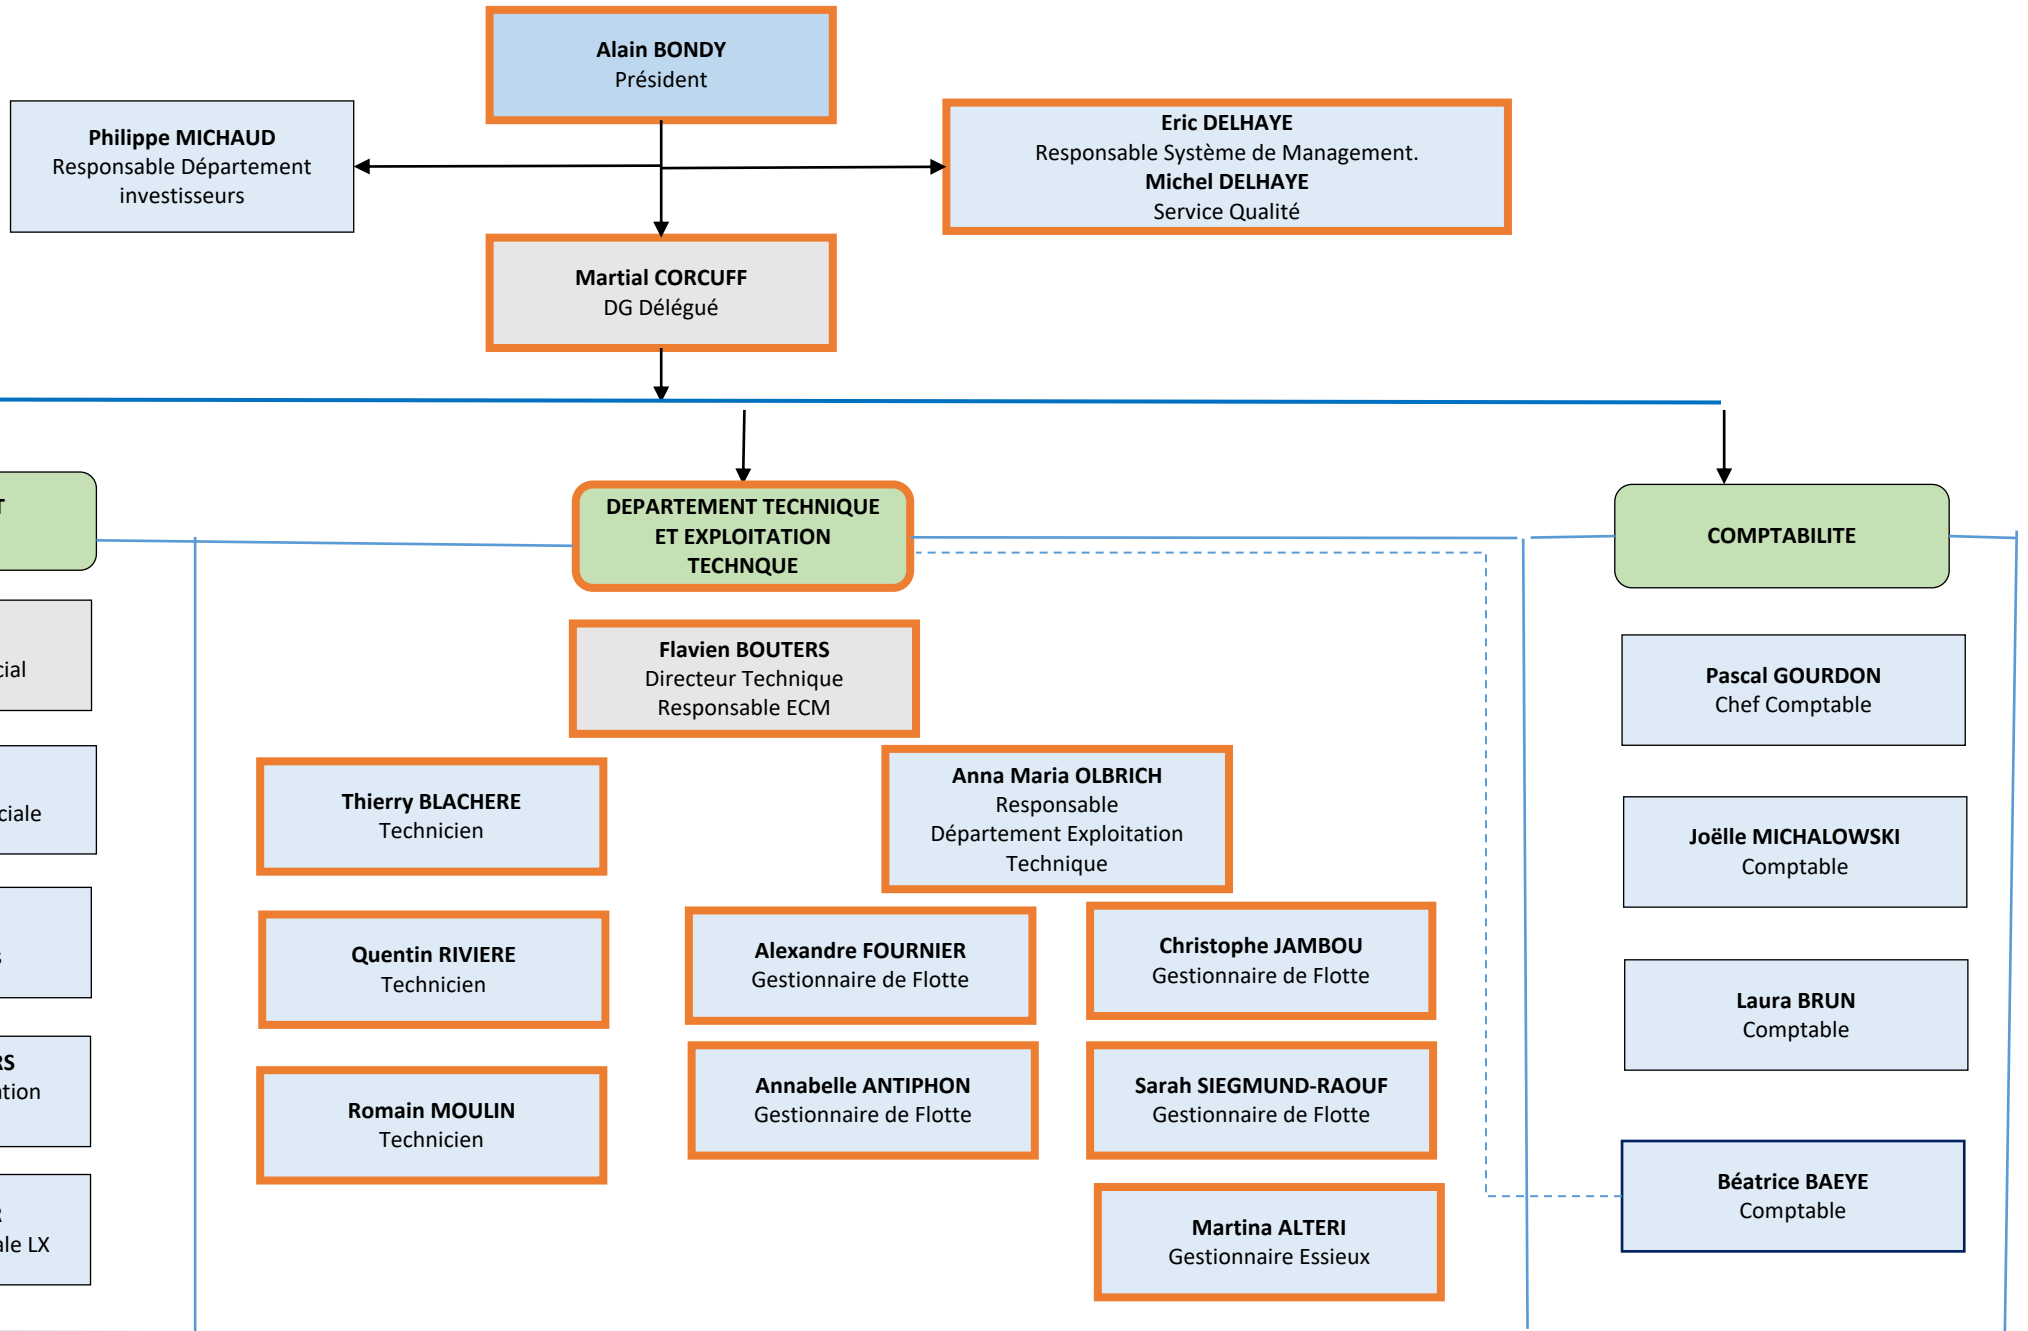 Alain BONDY
Président
Philippe MICHAUD
Responsable Département
investisseurs
Eric DELHAYE
Responsable Système de Management.
Michel DELHAYE
Service Qualité
Martial CORCUFF
DG Délégué
DEPARTEMENT TECHNIQUE
ET EXPLOITATION
TECHNQUE
Flavien BOUTERS
Directeur Technique
Responsable ECM
Thierry BLACHERE
Technicien
Quentin RIVIERE
Technicien
Romain MOULIN
Technicien
Anna Maria OLBRICH
Responsable
Département Exploitation
Technique
Alexandre FOURNIER
Gestionnaire de Flotte
Christophe JAMBOU
Gestionnaire de Flotte
Annabelle ANTIPHON
Gestionnaire de Flotte
Sarah SIEGMUND-RAOUF
Gestionnaire de Flotte
Martina ALTERI
Gestionnaire Essieux
COMPTABILITE
Pascal GOURDON
Chef Comptable
Joëlle MICHALOWSKI
Comptable
Laura BRUN
Comptable
Béatrice BAEYE
Comptable
LX